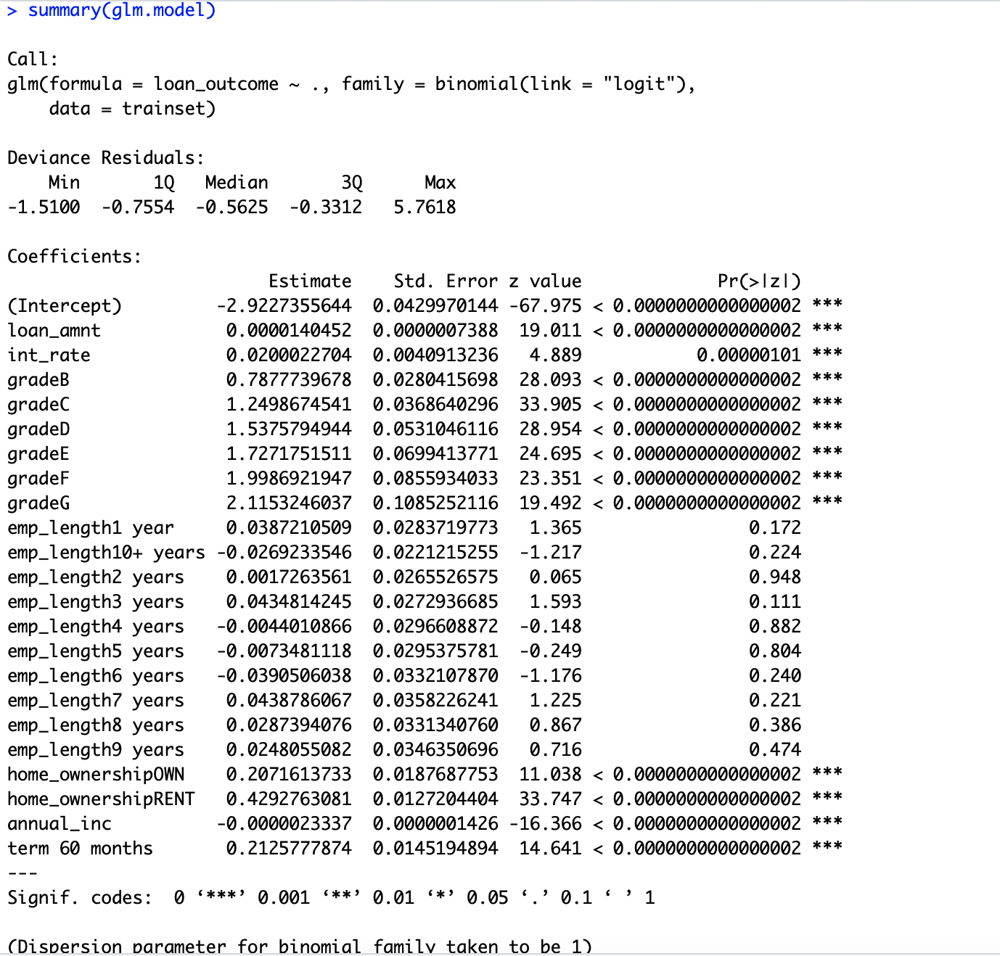 > summary(glm.model)
Call:
glm(formula = loan_outcome ~ ., family = binomial(link = "logit"),
    data = trainset)
Deviance Residuals:
    Min       1Q   Median       3Q      Max
-1.5100  -0.7554  -0.5625  -0.3312   5.7618
Coefficients:
                         Estimate    Std. Error z value             Pr(>|z|)
(Intercept)         -2.9227355644  0.0429970144 -67.975 < 0.0000000000000002 ***
loan_amnt            0.0000140452  0.0000007388  19.011 < 0.0000000000000002 ***
int_rate             0.0200022704  0.0040913236   4.889           0.00000101 ***
gradeB               0.7877739678  0.0280415698  28.093 < 0.0000000000000002 ***
gradeC               1.2498674541  0.0368640296  33.905 < 0.0000000000000002 ***
gradeD               1.5375794944  0.0531046116  28.954 < 0.0000000000000002 ***
gradeE               1.7271751511  0.0699413771  24.695 < 0.0000000000000002 ***
gradeF               1.9986921947  0.0855934033  23.351 < 0.0000000000000002 ***
gradeG               2.1153246037  0.1085252116  19.492 < 0.0000000000000002 ***
emp_length1 year     0.0387210509  0.0283719773   1.365                0.172
emp_length10+ years -0.0269233546  0.0221215255  -1.217                0.224
emp_length2 years    0.0017263561  0.0265526575   0.065                0.948
emp_length3 years    0.0434814245  0.0272936685   1.593                0.111
emp_length4 years   -0.0044010866  0.0296608872  -0.148                0.882
emp_length5 years   -0.0073481118  0.0295375781  -0.249                0.804
emp_length6 years   -0.0390506038  0.0332107870  -1.176                0.240
emp_length7 years    0.0438786067  0.0358226241   1.225                0.221
emp_length8 years    0.0287394076  0.0331340760   0.867                0.386
emp_length9 years    0.0248055082  0.0346350696   0.716                0.474
home_ownershipOWN    0.2071613733  0.0187687753  11.038 < 0.0000000000000002 ***
home_ownershipRENT   0.4292763081  0.0127204404  33.747 < 0.0000000000000002 ***
annual_inc          -0.0000023337  0.0000001426 -16.366 < 0.0000000000000002 ***
term 60 months       0.2125777874  0.0145194894  14.641 < 0.0000000000000002 ***
---
Signif. codes:  0 ‘***’ 0.001 ‘**’ 0.01 ‘*’ 0.05 ‘.’ 0.1 ‘ ’ 1
(Dispersion parameter for binomial family taken to be 1)